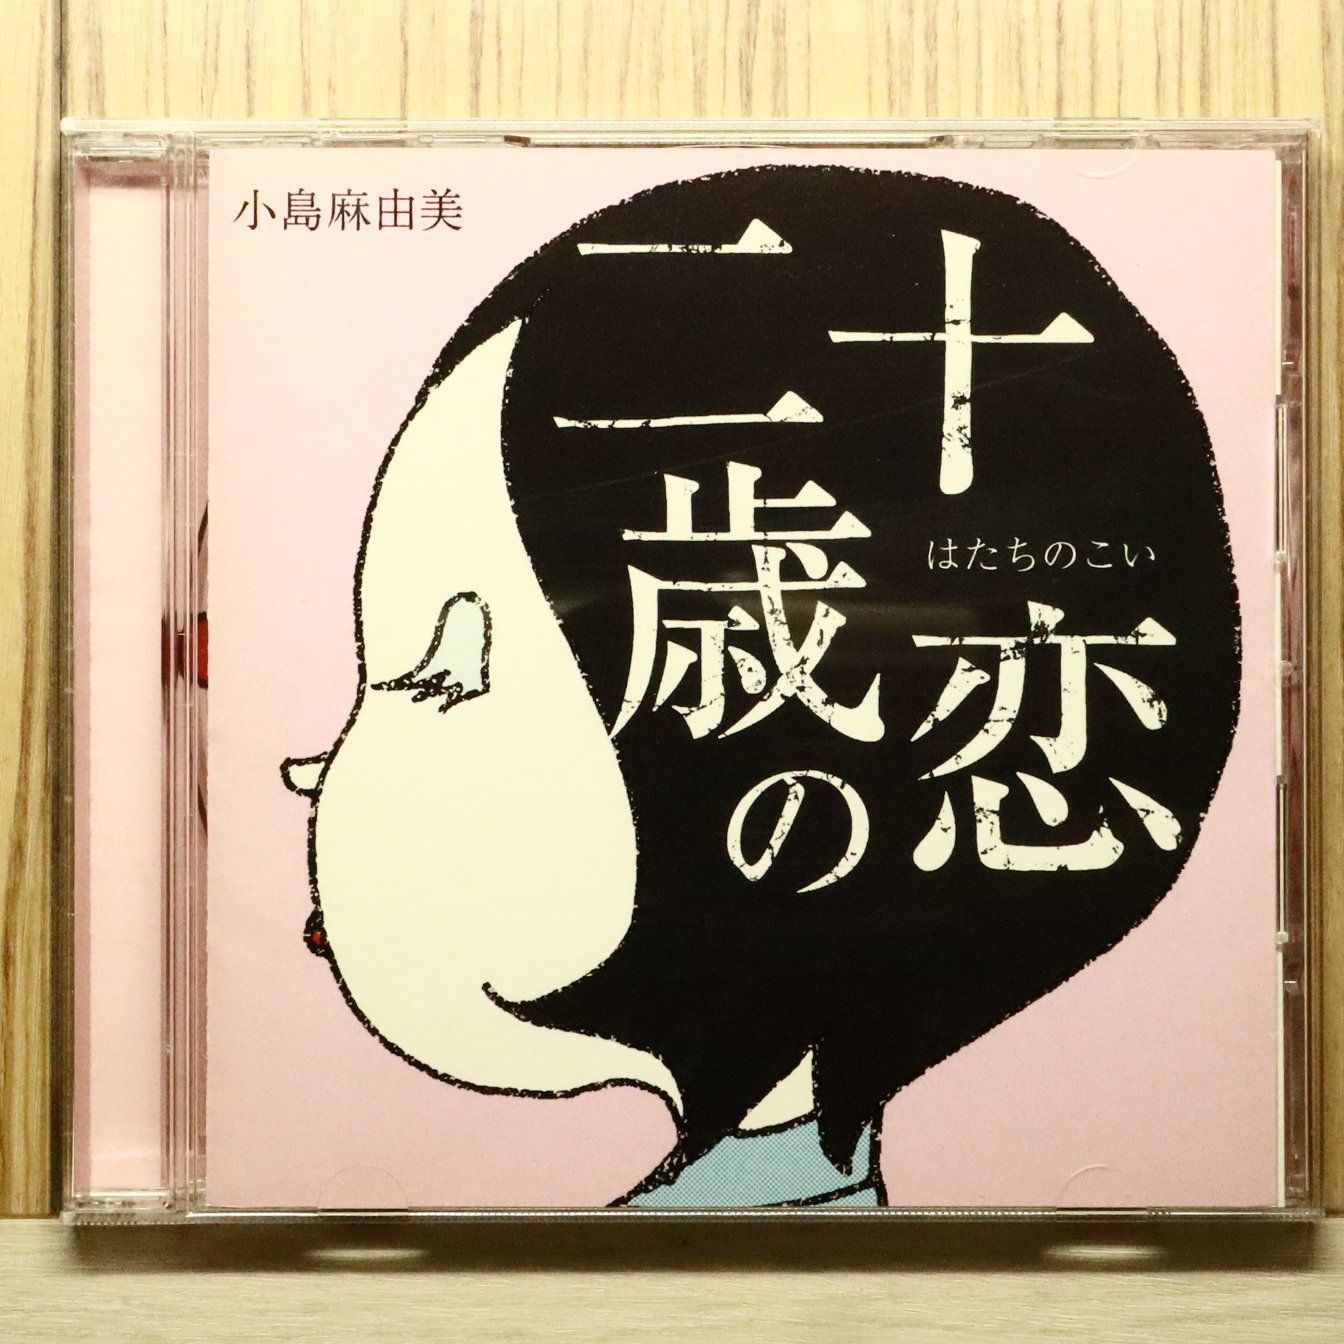 小島麻由美
二十歳の恋
はたちのこい